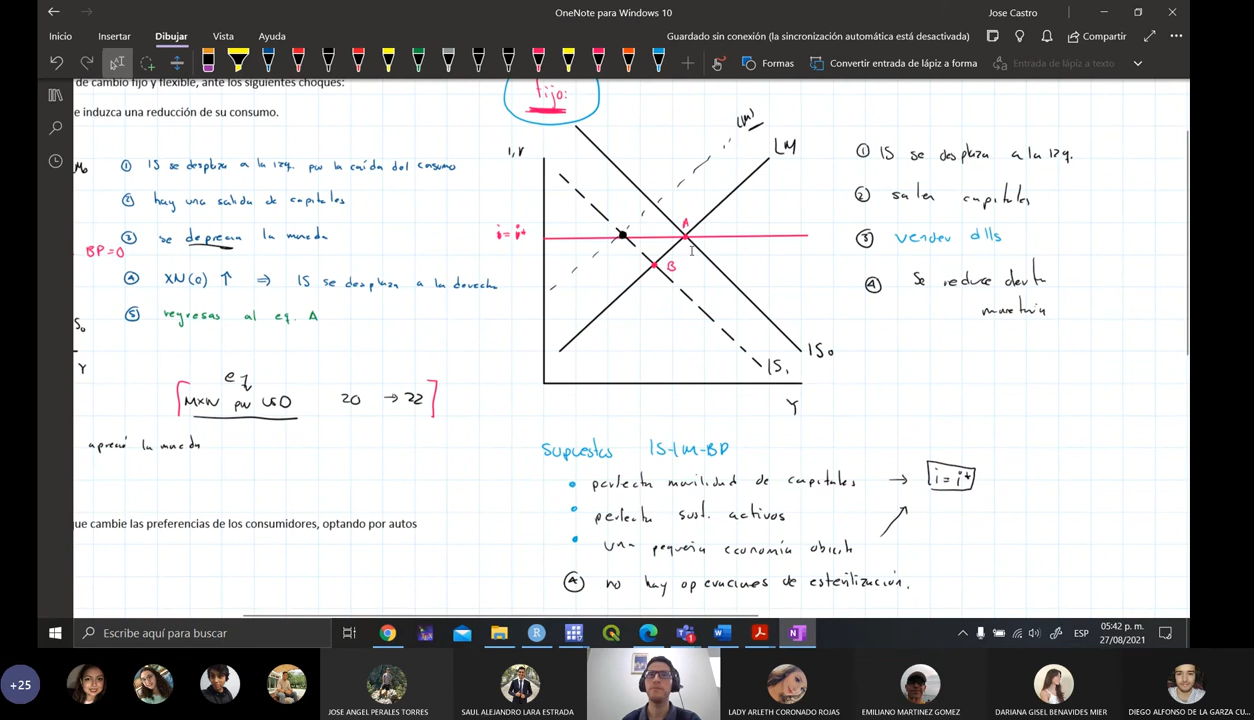 OneNote para Windows 10
Jose Castro
Inicio
Insertar
Dibujar
Vista
Ayuda
Guardado sin conexión (la sincronización automática está desactivada)
Compartir
Formas
Convertir entrada de lápiz a forma
Entrada de lápiz a texto
de cambio fijo y flexible, ante los siguientes choques:
e induzca una reducción de su consumo.
① IS se desplaza a la izq. por la caída del consumo
② hay una salida de capitales
③ se deprecia la moneda
BP=0
④ XN(0) ↑ ⇒ IS se desplaza a la derecha
⑤ regresas al eq. A
S₀
Y
eq
MXN por USD 20 → 22
aprecié la moneda
que cambie las preferencias de los consumidores, optando por autos
fijo:
i, r
LM
LM
A
i = i*
B
IS₀
IS₁
Y
① IS se desplaza a la izq.
② salen capitales
③ vender dlls
④ Se reduce oferta
monetaria
Supuestos IS-LM-BP
• perfecta movilidad de capitales → i = i*
• perfecta sust. activos
• una pequeña economía abierta
④ no hay operaciones de esterilización.
Escribe aquí para buscar
ESP
05:42 p. m.
27/08/2021
+25
JOSE ANGEL PERALES TORRES
SAUL ALEJANDRO LARA ESTRADA
LADY ARLETH CORONADO ROJAS
EMILIANO MARTINEZ GOMEZ
DARIANA GISEL BENAVIDES MIER
DIEGO ALFONSO DE LA GARZA CU...